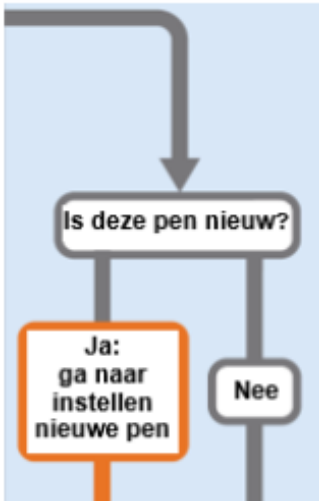 Is deze pen nieuw?
Ja:
ga naar
instellen
nieuwe pen
Nee